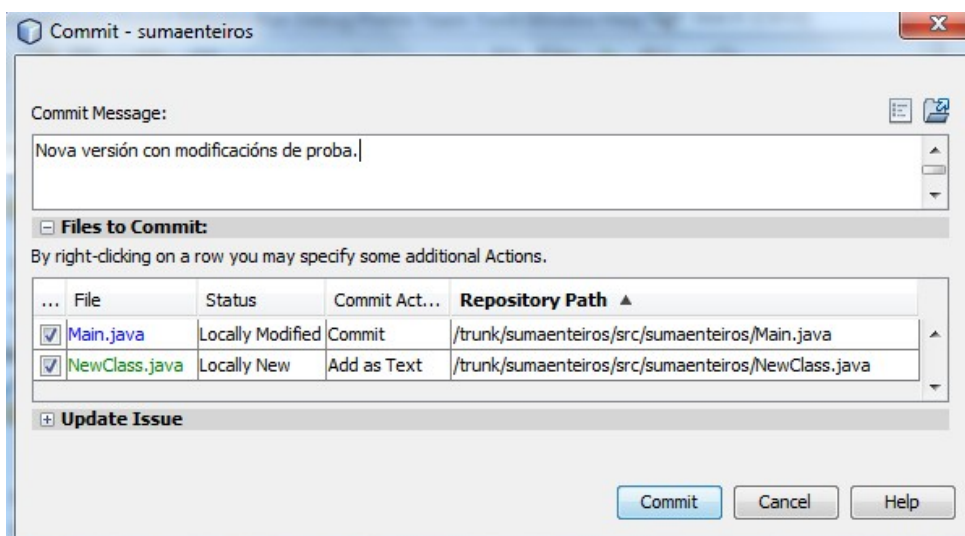 Commit - sumaenteiros
Commit Message:
Nova versión con modificacións de proba.
Files to Commit:
By right-clicking on a row you may specify some additional Actions.
... File Status Commit Act... Repository Path ▲
Main.java Locally Modified Commit /trunk/sumaenteiros/src/sumaenteiros/Main.java
NewClass.java Locally New Add as Text /trunk/sumaenteiros/src/sumaenteiros/NewClass.java
Update Issue
Commit Cancel Help